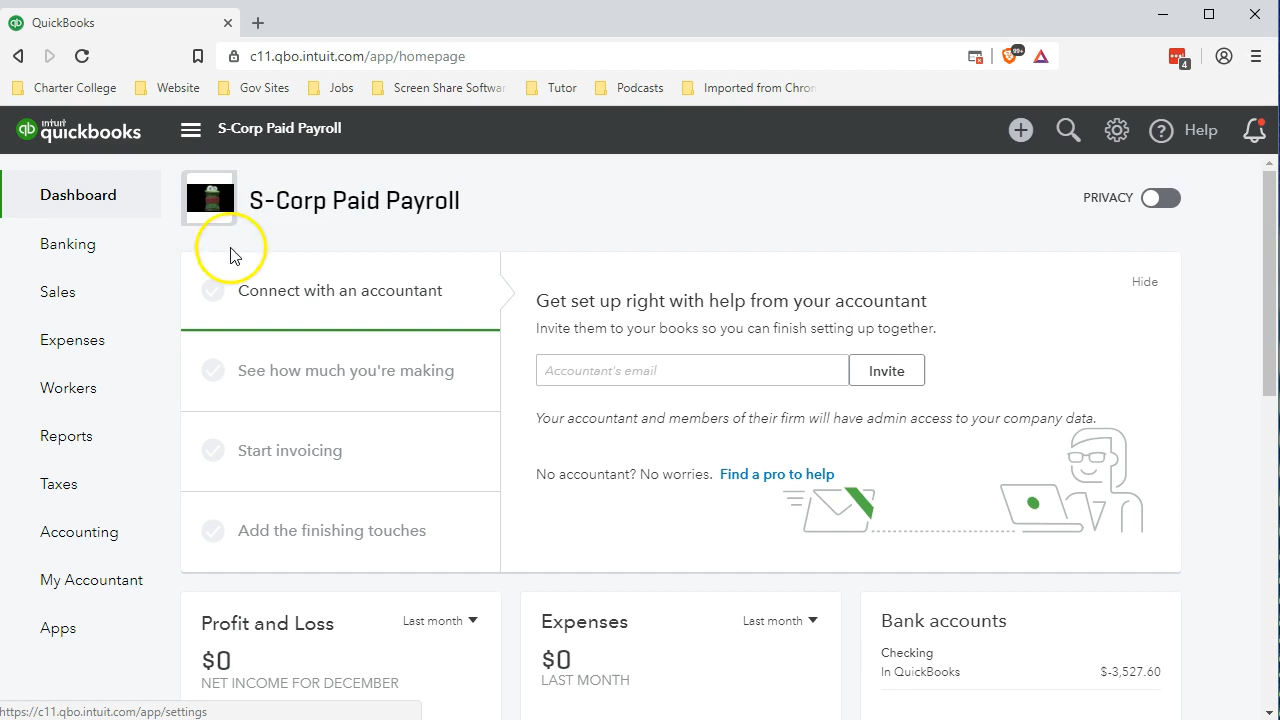 QuickBooks
c11.qbo.intuit.com/app/homepage
99+
4
Charter College
Website
Gov Sites
Jobs
Screen Share Softwar
Tutor
Podcasts
Imported from Chrom
qb intuit quickbooks
S-Corp Paid Payroll
Help
Dashboard
S-Corp Paid Payroll
PRIVACY
Banking
Sales
Expenses
Workers
Reports
Taxes
Accounting
My Accountant
Apps
Connect with an accountant
See how much you're making
Start invoicing
Add the finishing touches
Hide
Get set up right with help from your accountant
Invite them to your books so you can finish setting up together.
Accountant's email
Invite
Your accountant and members of their firm will have admin access to your company data.
No accountant? No worries. Find a pro to help
Profit and Loss
Last month
$0
NET INCOME FOR DECEMBER
Expenses
Last month
$0
LAST MONTH
Bank accounts
Checking
In QuickBooks
$-3,527.60
https://c11.qbo.intuit.com/app/settings